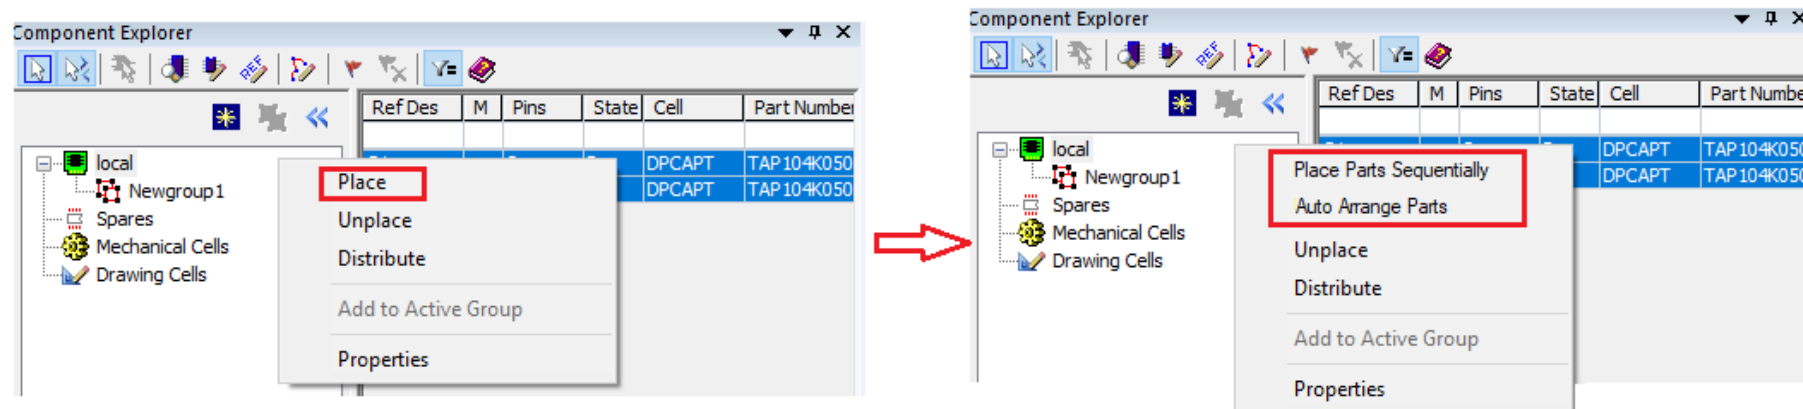 Component Explorer
REF
Y=
Ref Des M Pins State Cell Part Number
local
DPCAPT TAP104K050
Newgroup1
DPCAPT TAP104K050
Spares
Mechanical Cells
Drawing Cells
Place
Unplace
Distribute
Add to Active Group
Properties
Component Explorer
REF
Y=
Ref Des M Pins State Cell Part Numbe
local
DPCAPT TAP104K050
Newgroup1
DPCAPT TAP104K050
Spares
Mechanical Cells
Drawing Cells
Place Parts Sequentially
Auto Arrange Parts
Unplace
Distribute
Add to Active Group
Properties